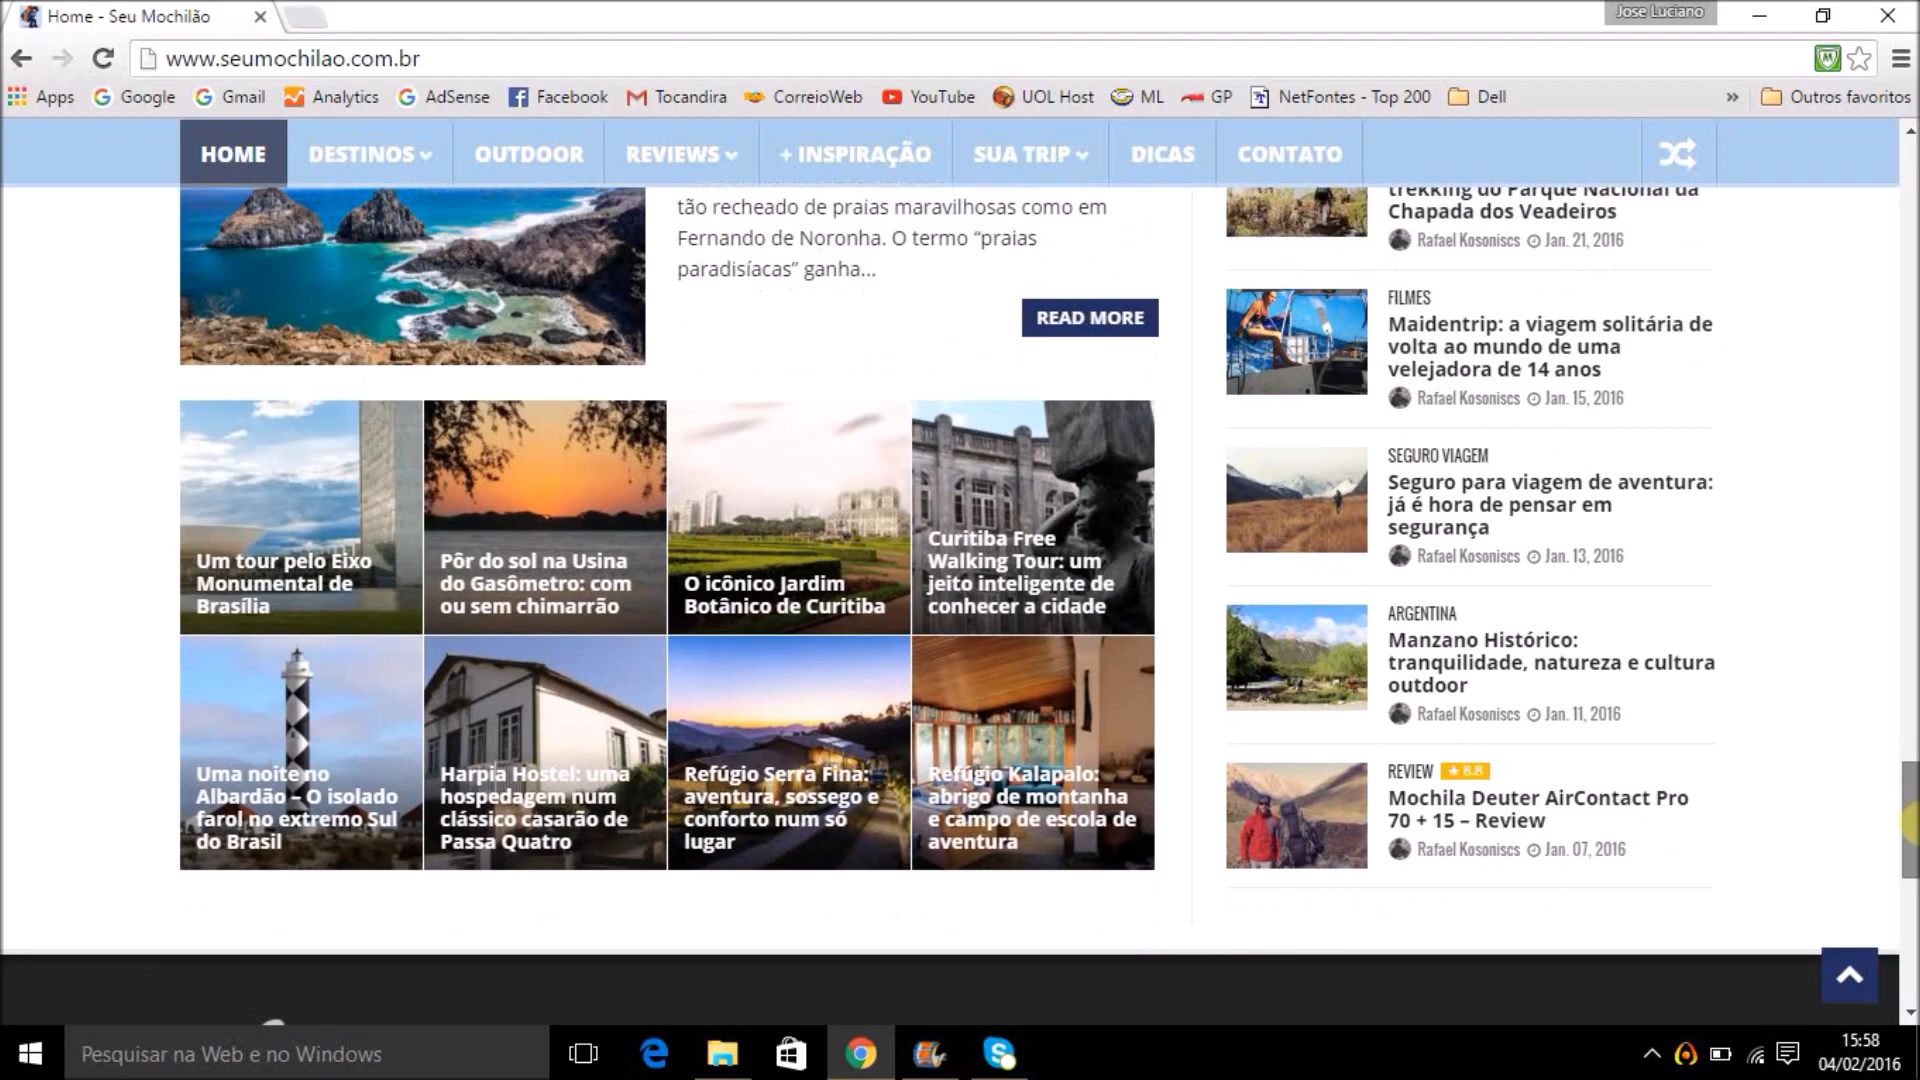 Home - Seu Mochilão
Jose Luciano
www.seumochilao.com.br
Apps Google Gmail Analytics AdSense Facebook Tocandira CorreioWeb YouTube UOL Host ML GP NetFontes - Top 200 Dell » Outros favoritos
HOME DESTINOS OUTDOOR REVIEWS + INSPIRAÇÃO SUA TRIP DICAS CONTATO
tão recheado de praias maravilhosas como em
Fernando de Noronha. O termo “praias
paradisíacas” ganha...
READ MORE
Um tour pelo Eixo
Monumental de
Brasília
Pôr do sol na Usina
do Gasômetro: com
ou sem chimarrão
O icônico Jardim
Botânico de Curitiba
Curitiba Free
Walking Tour: um
jeito inteligente de
conhecer a cidade
Uma noite no
Albardão – O isolado
farol no extremo Sul
do Brasil
Harpia Hostel: uma
hospedagem num
clássico casarão de
Passa Quatro
Refúgio Serra Fina:
aventura, sossego e
conforto num só
lugar
Refúgio Kalapalo:
abrigo de montanha
e campo de escola de
aventura
trekking do Parque Nacional da
Chapada dos Veadeiros
Rafael Kosoniscs Jan. 21, 2016
FILMES
Maidentrip: a viagem solitária de
volta ao mundo de uma
velejadora de 14 anos
Rafael Kosoniscs Jan. 15, 2016
SEGURO VIAGEM
Seguro para viagem de aventura:
já é hora de pensar em
segurança
Rafael Kosoniscs Jan. 13, 2016
ARGENTINA
Manzano Histórico:
tranquilidade, natureza e cultura
outdoor
Rafael Kosoniscs Jan. 11, 2016
REVIEW 8.8
Mochila Deuter AirContact Pro
70 + 15 – Review
Rafael Kosoniscs Jan. 07, 2016
Pesquisar na Web e no Windows
15:58
04/02/2016